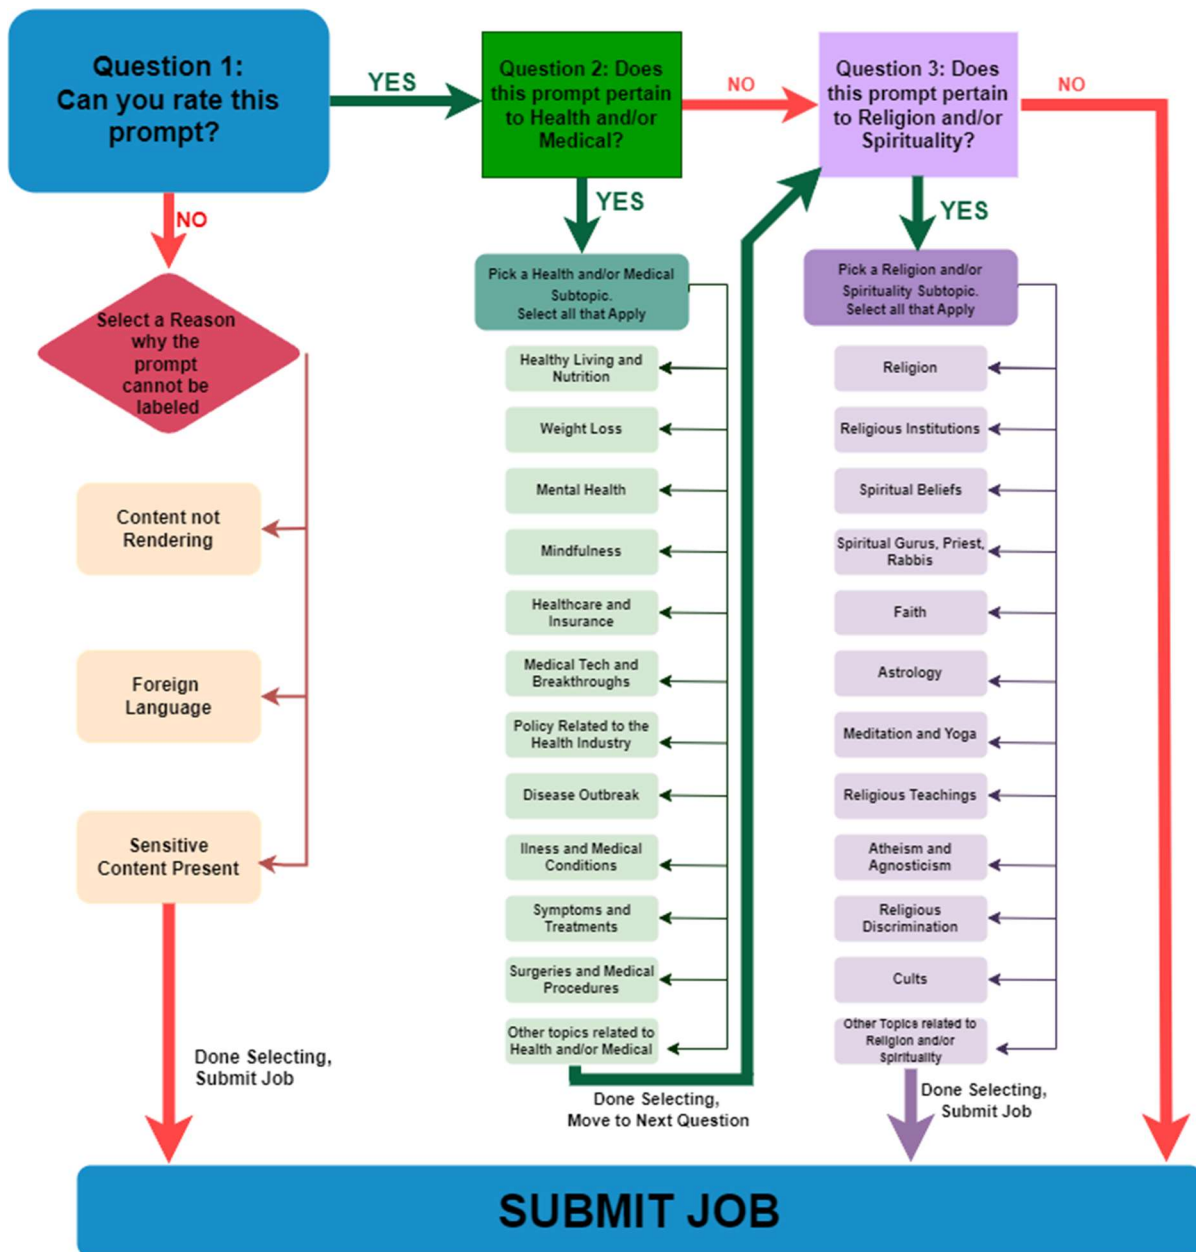 Question 1:
Can you rate this
prompt?
YES
Question 2: Does
this prompt pertain
to Health and/or
Medical?
NO
Question 3: Does
this prompt pertain
to Religion and/or
Spirituality?
NO
NO
YES
YES
Select a Reason
why the
prompt
cannot be
labeled
Content not
Rendering
Foreign
Language
Sensitive
Content Present
Done Selecting,
Submit Job
Pick a Health and/or Medical
Subtopic.
Select all that Apply
Healthy Living and
Nutrition
Weight Loss
Mental Health
Mindfulness
Healthcare and
Insurance
Medical Tech and
Breakthroughs
Policy Related to the
Health Industry
Disease Outbreak
Ilness and Medical
Conditions
Symptoms and
Treatments
Surgeries and Medical
Procedures
Other topics related to
Health and/or Medical
Done Selecting,
Move to Next Question
Pick a Religion and/or
Spirituality Subtopic.
Select all that Apply
Religion
Religious Institutions
Spiritual Beliefs
Spiritual Gurus, Priest,
Rabbis
Faith
Astrology
Meditation and Yoga
Religious Teachings
Atheism and
Agnosticism
Religious
Discrimination
Cults
Other Topics related to
Religion and/or
Spirituality
Done Selecting,
Submit Job
SUBMIT JOB